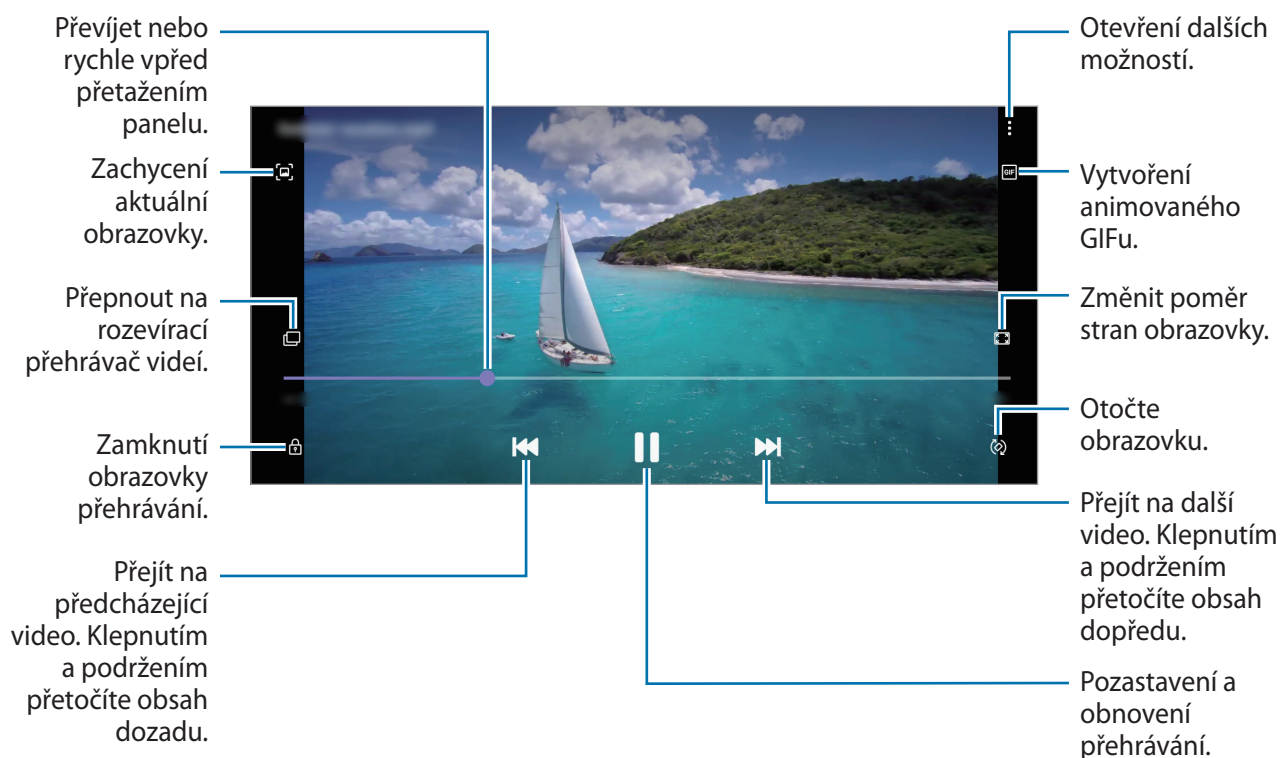 Převíjet nebo
rychle vpřed
přetažením
panelu.
Zachycení
aktuální
obrazovky.
Přepnout na
rozevírací
přehrávač videí.
Zamknutí
obrazovky
přehrávání.
Přejít na
předcházející
video. Klepnutím
a podržením
přetočíte obsah
dozadu.
Otevření dalších
možností.
GIF
Vytvoření
animovaného
GIFu.
Změnit poměr
stran obrazovky.
Otočte
obrazovku.
Přejít na další
video. Klepnutím
a podržením
přetočíte obsah
dopředu.
Pozastavení a
obnovení
přehrávání.